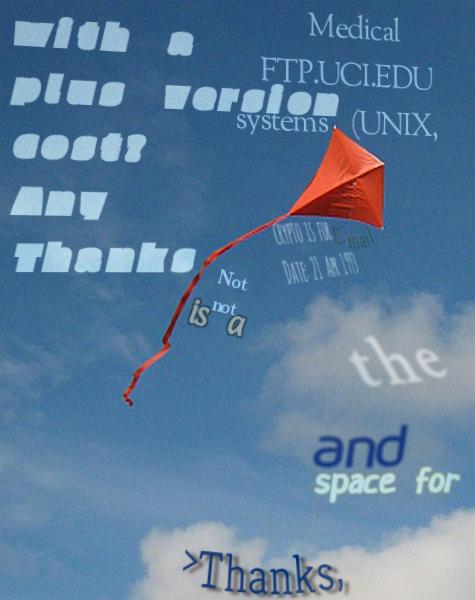 with a
plus version
cost?
Any
Thanks
Medical
FTP.UCI.EDU
systems, (UNIX,
CRYPTO IS FOR
E-mail
DATE: 21 APR 1993
Not
not
is a
the
and
space for
>Thanks,